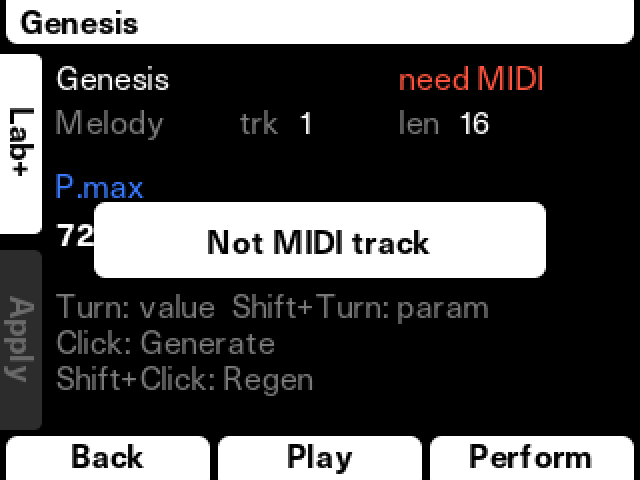 Genesis
Lab+
Apply
Genesis need MIDI
Melody trk 1 len 16
P.max
72
Not MIDI track
Turn: value Shift+Turn: param
Click: Generate
Shift+Click: Regen
Back Play Perform